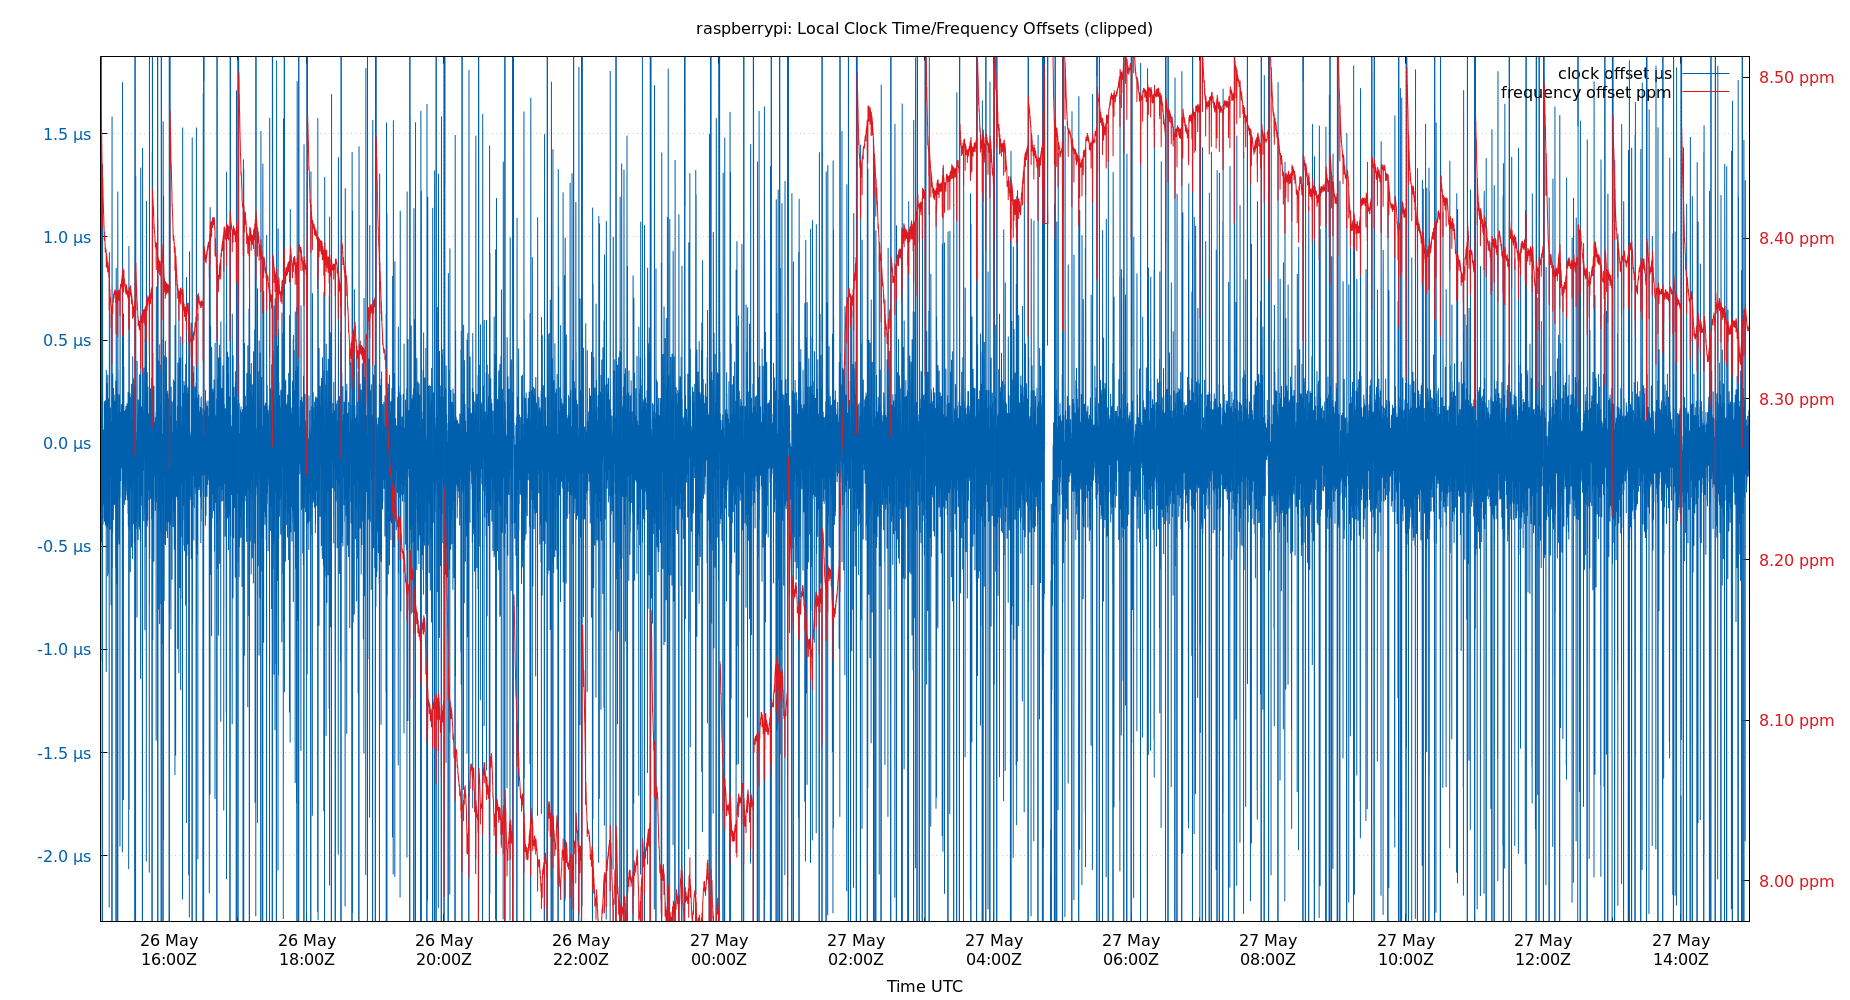 raspberrypi: Local Clock Time/Frequency Offsets (clipped)
clock offset µs
frequency offset ppm
1.5 µs
1.0 µs
0.5 µs
0.0 µs
-0.5 µs
-1.0 µs
-1.5 µs
-2.0 µs
8.50 ppm
8.40 ppm
8.30 ppm
8.20 ppm
8.10 ppm
8.00 ppm
26 May 26 May 26 May 26 May 27 May 27 May 27 May 27 May 27 May 27 May 27 May 27 May
16:00Z 18:00Z 20:00Z 22:00Z 00:00Z 02:00Z 04:00Z 06:00Z 08:00Z 10:00Z 12:00Z 14:00Z
Time UTC